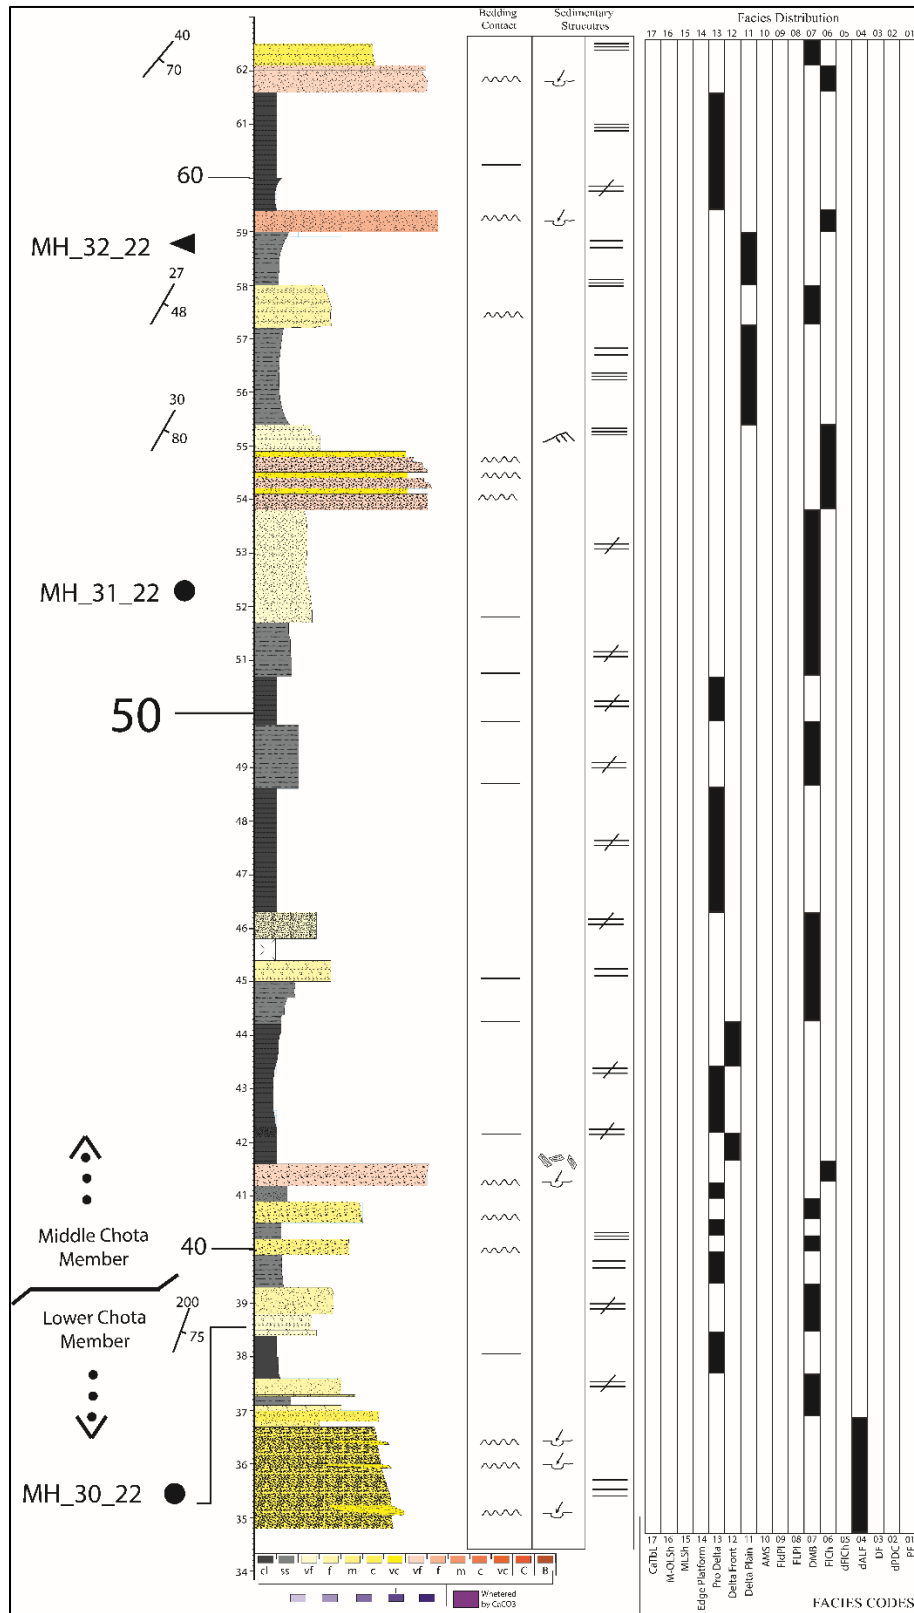 Bedding
Contact
Sedimentary
Strucutres
Facies Distribution
17 16 15 14 13 12 11 10 09 08 07 06 05 04 03 02 01
40
70
62
61
60
59
MH_32_22
27
48
58
57
56
30
80
55
54
53
MH_31_22
52
51
50
49
48
47
46
45
44
43
42
41
Middle Chota
Member
40
39
Lower Chota
Member
200
75
38
37
36
MH_30_22
35
34
cl ss vf f m c vc vf f m c vc C B
Whetered
by CaCO3
17 16 15 14 13 12 11 10 09 08 07 06 05 04 03 02 01
CaTbL
M-OLSh
MLSh
Edge Platform
Pro Delta
Delta Front
Delta Plain
AMS
FldPl
FLPl
DMB
FlCh
dFlCh
dALF
DF
dPDC
PF
FACIES CODES